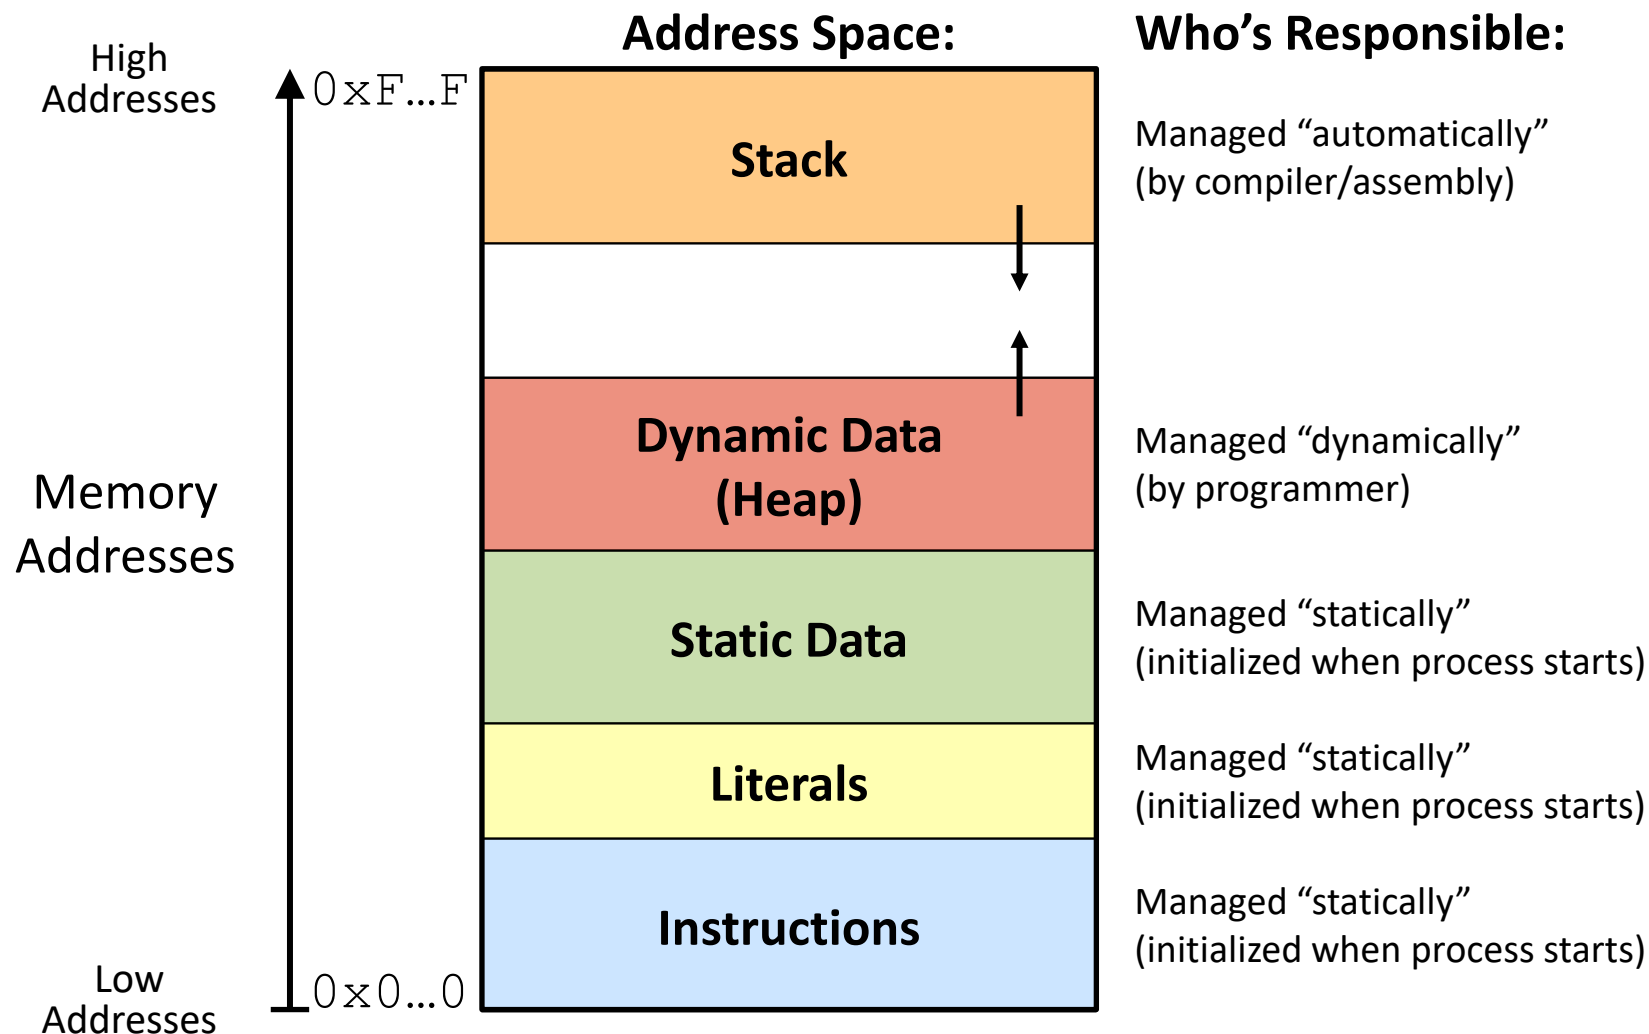 Address Space:
Who’s Responsible:
High
Addresses
0xF…F
Stack
Managed “automatically”
(by compiler/assembly)
Dynamic Data
(Heap)
Managed “dynamically”
(by programmer)
Memory
Addresses
Static Data
Managed “statically”
(initialized when process starts)
Literals
Managed “statically”
(initialized when process starts)
Instructions
Managed “statically”
(initialized when process starts)
Low
Addresses
0x0…0